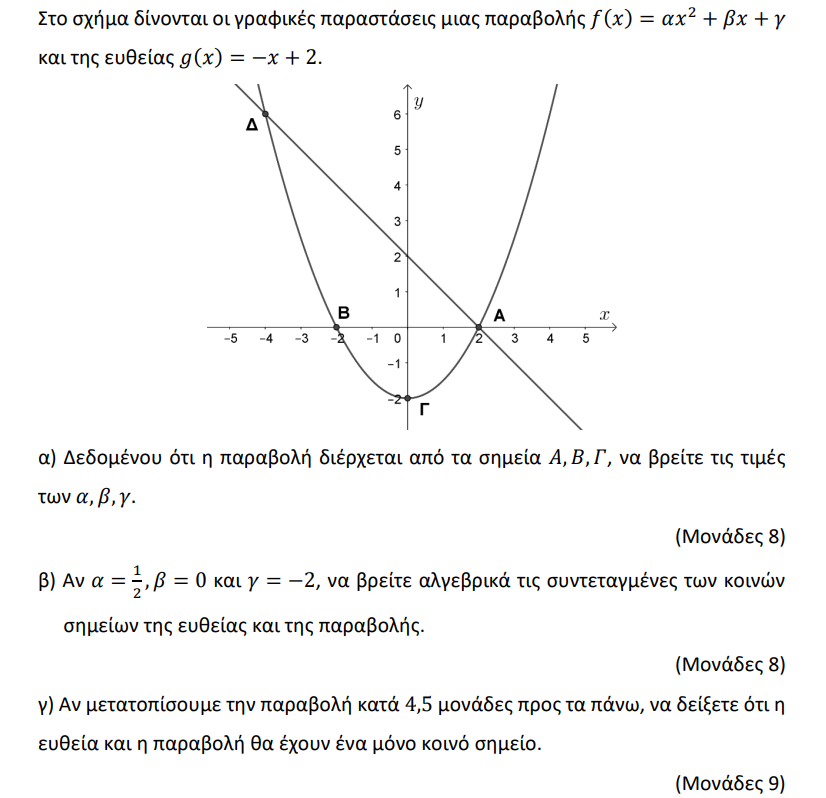 Στο σχήμα δίνονται οι γραφικές παραστάσεις μιας παραβολής f(x) = αx² + βx + γ
και της ευθείας g(x) = −x + 2.
y
6
Δ
5
4
3
2
1
B
A
x
−5 −4 −3 −2 −1 0 1 2 3 4 5
−1
−2
Γ
α) Δεδομένου ότι η παραβολή διέρχεται από τα σημεία A, B, Γ, να βρείτε τις τιμές
των α, β, γ.
(Μονάδες 8)
β) Αν α = 1/2, β = 0 και γ = −2, να βρείτε αλγεβρικά τις συντεταγμένες των κοινών
σημείων της ευθείας και της παραβολής.
(Μονάδες 8)
γ) Αν μετατοπίσουμε την παραβολή κατά 4,5 μονάδες προς τα πάνω, να δείξετε ότι η
ευθεία και η παραβολή θα έχουν ένα μόνο κοινό σημείο.
(Μονάδες 9)